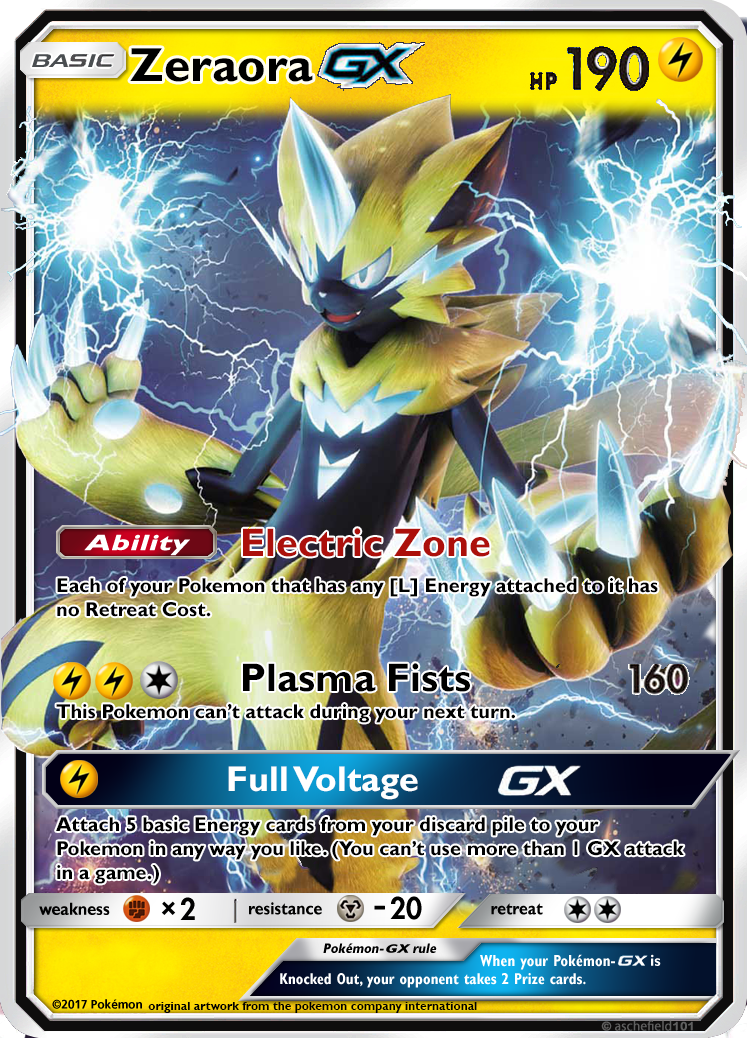 BASIC Zeraora GX HP 190
Ability Electric Zone
Each of your Pokemon that has any [L] Energy attached to it has
no Retreat Cost.
Plasma Fists 160
This Pokemon can't attack during your next turn.
Full Voltage GX
Attach 5 basic Energy cards from your discard pile to your
Pokemon in any way you like. (You can't use more than 1 GX attack
in a game.)
weakness ×2 resistance -20 retreat
Pokémon-GX rule
When your Pokémon-GX is
Knocked Out, your opponent takes 2 Prize cards.
©2017 Pokémon original artwork from the pokemon company international
© aschefield101